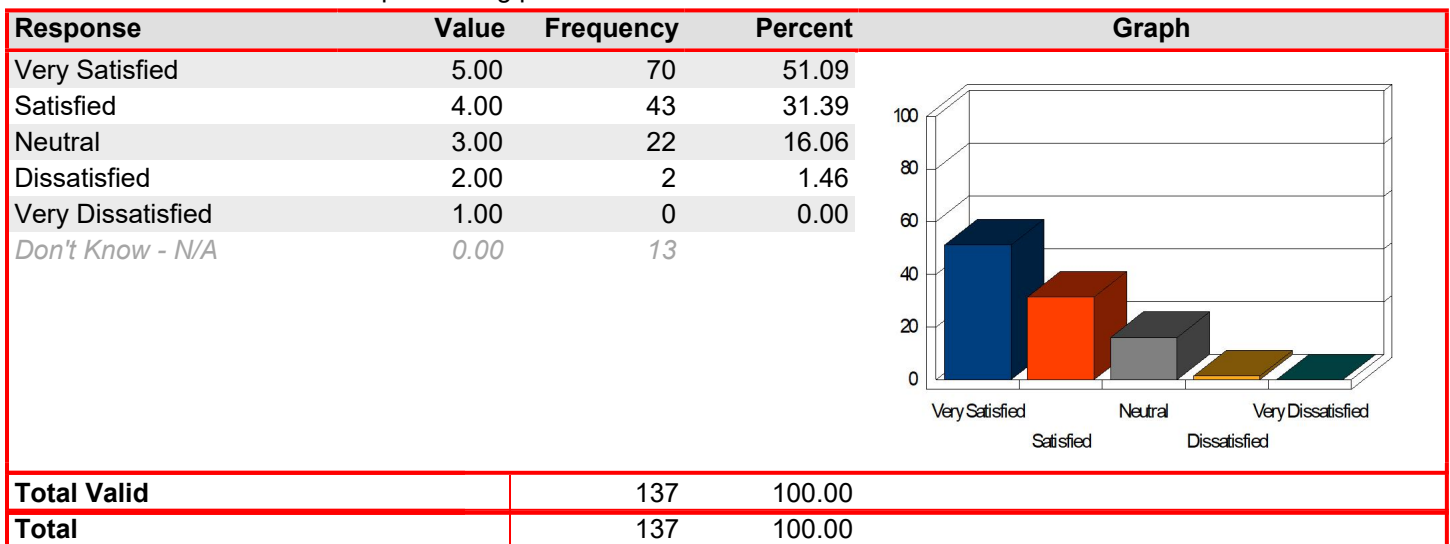 Response Value Frequency Percent Graph
Very Satisfied 5.00 70 51.09
Satisfied 4.00 43 31.39
Neutral 3.00 22 16.06
Dissatisfied 2.00 2 1.46
Very Dissatisfied 1.00 0 0.00
Don't Know - N/A 0.00 13
100
80
60
40
20
0
Very Satisfied Neutral Very Dissatisfied
Satisfied Dissatisfied
Total Valid 137 100.00
Total 137 100.00